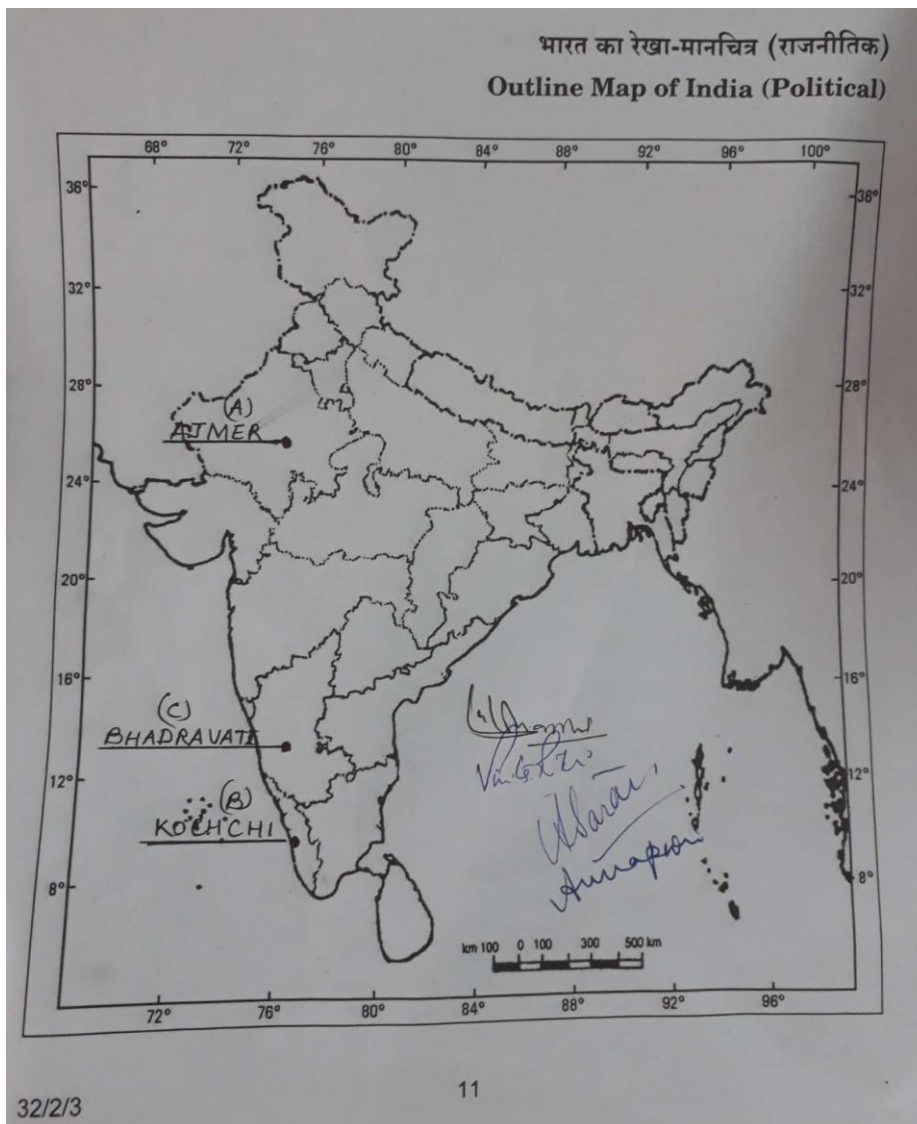 भारत का रेखा-मानचित्र (राजनीतिक)
Outline Map of India (Political)
68° 72° 76° 80° 84° 88° 92° 96° 100°
36° 36°
32° 32°
28° 28°
(A)
AJMER
24° 24°
20° 20°
16° 16°
(C)
BHADRAVATI
12° 12°
(B)
KOCHCHI
8° 8°
km 100 0 100 300 500 km
72° 76° 80° 84° 88° 92° 96°
11
32/2/3